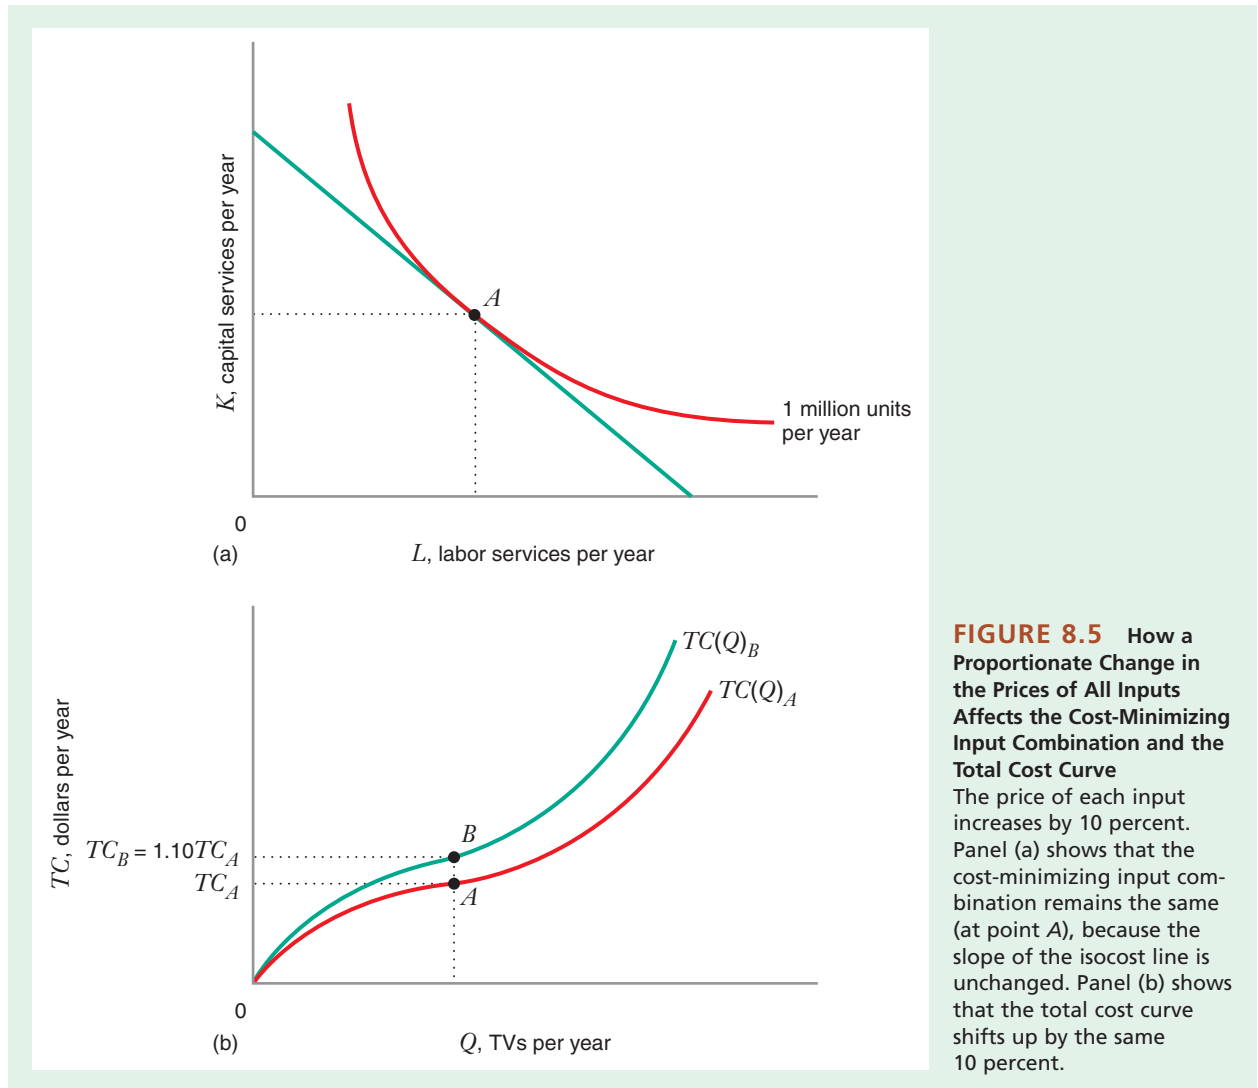 K, capital services per year
A
1 million units
per year
0
(a)
L, labor services per year
TC, dollars per year
TC(Q)B
TC(Q)A
B
TCB = 1.10TCA
TCA
A
0
(b)
Q, TVs per year
FIGURE 8.5 How a
Proportionate Change in
the Prices of All Inputs
Affects the Cost-Minimizing
Input Combination and the
Total Cost Curve
The price of each input
increases by 10 percent.
Panel (a) shows that the
cost-minimizing input com-
bination remains the same
(at point A), because the
slope of the isocost line is
unchanged. Panel (b) shows
that the total cost curve
shifts up by the same
10 percent.